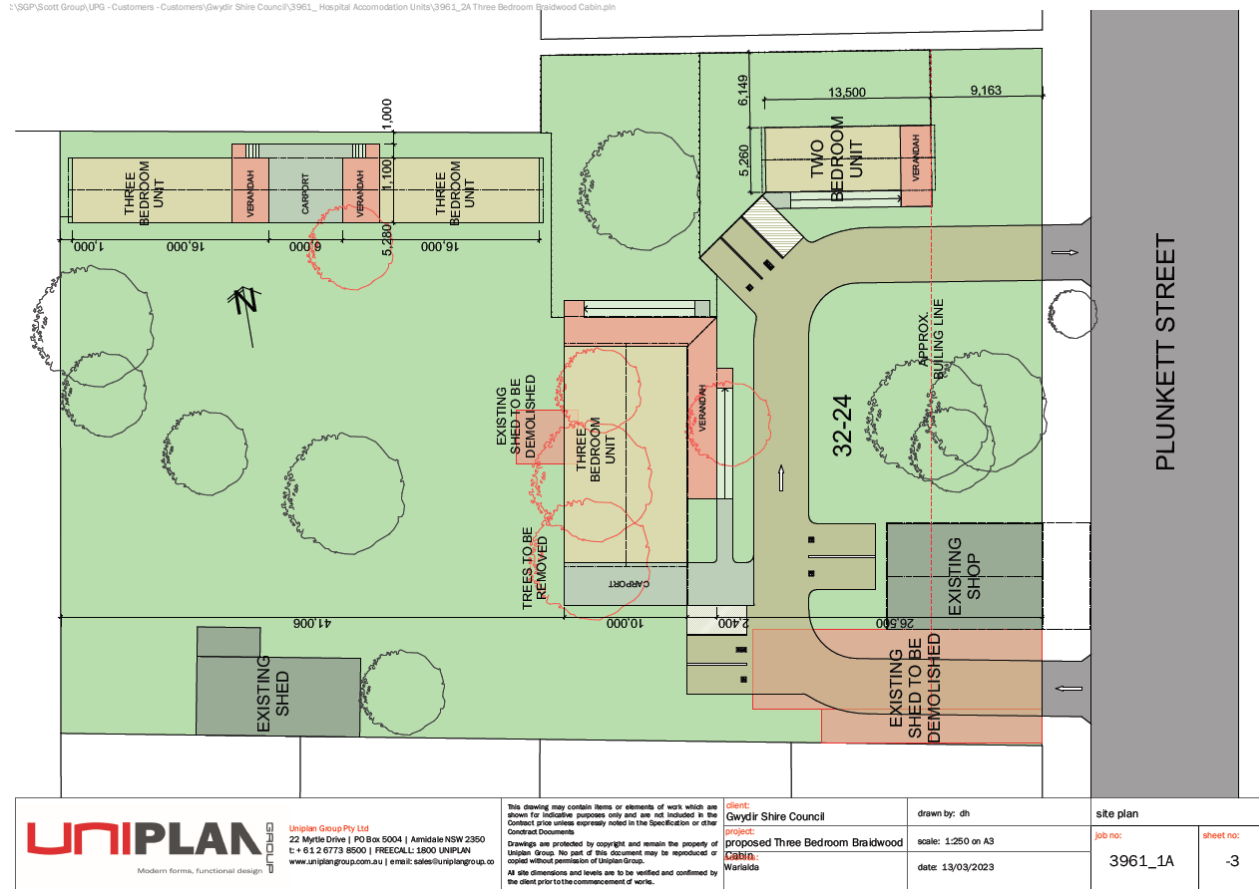 :\SGP\Scott Group\UPG - Customers - Customers\Gwydir Shire Council\3961_ Hospital Accomodation Units\3961_2A Three Bedroom Braidwood Cabin.pln
13,500
9,163
6,149
5,260
TWO
BEDROOM
UNIT
VERANDAH
1,000
1,100
5,280
THREE
BEDROOM
UNIT
VERANDAH
CARPORT
VERANDAH
THREE
BEDROOM
UNIT
1,000
16,000
6,000
16,000
N
EXISTING
SHED TO BE
DEMOLISHED
THREE
BEDROOM
UNIT
VERANDAH
TREES TO BE
REMOVED
CARPORT
32-24
APPROX.
BUILING LINE
PLUNKETT STREET
EXISTING
SHOP
41,006
10,000
2,400
26,500
EXISTING
SHED
EXISTING
SHED TO BE
DEMOLISHED
UNIPLAN
GROUP
Modern forms, functional design
Uniplan Group Pty Ltd
22 Myrtle Drive | PO Box 5004 | Armidale NSW 2350
t: + 61 2 6773 8500 | FREECALL: 1800 UNIPLAN
www.uniplangroup.com.au | email: sales@uniplangroup.co
This drawing may contain items or elements of work which are
shown for indicative purposes only and are not included in the
Contract price unless expressly noted in the Specification or other
Conctract Documents
Drawings are protected by copyright and remain the property of
Uniplan Group. No part of this document may be reproduced or
copied without permission of Uniplan Group.
All site dimensions and levels are to be verified and confirmed by
the client prior to the commencement of works.
client:
Gwydir Shire Council
project:
proposed Three Bedroom Braidwood
Cabin
Warialda
drawn by: dh
scale: 1:250 on A3
date: 13/03/2023
site plan
job no:
3961_1A
sheet no:
-3